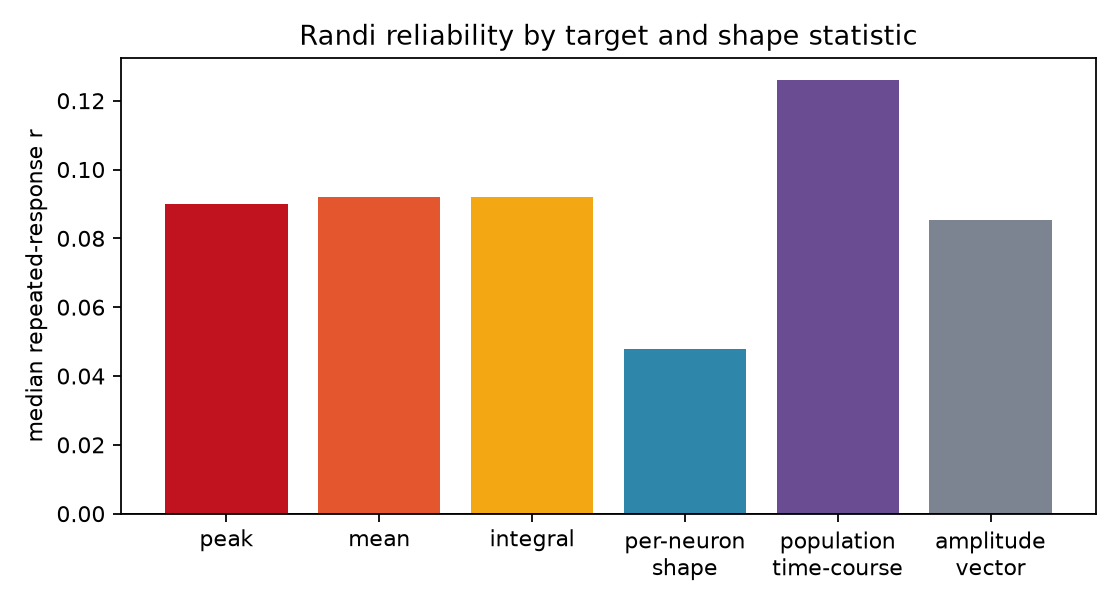 Randi reliability by target and shape statistic
median repeated-response r
0.12
0.10
0.08
0.06
0.04
0.02
0.00
peak
mean
integral
per-neuron
shape
population
time-course
amplitude
vector